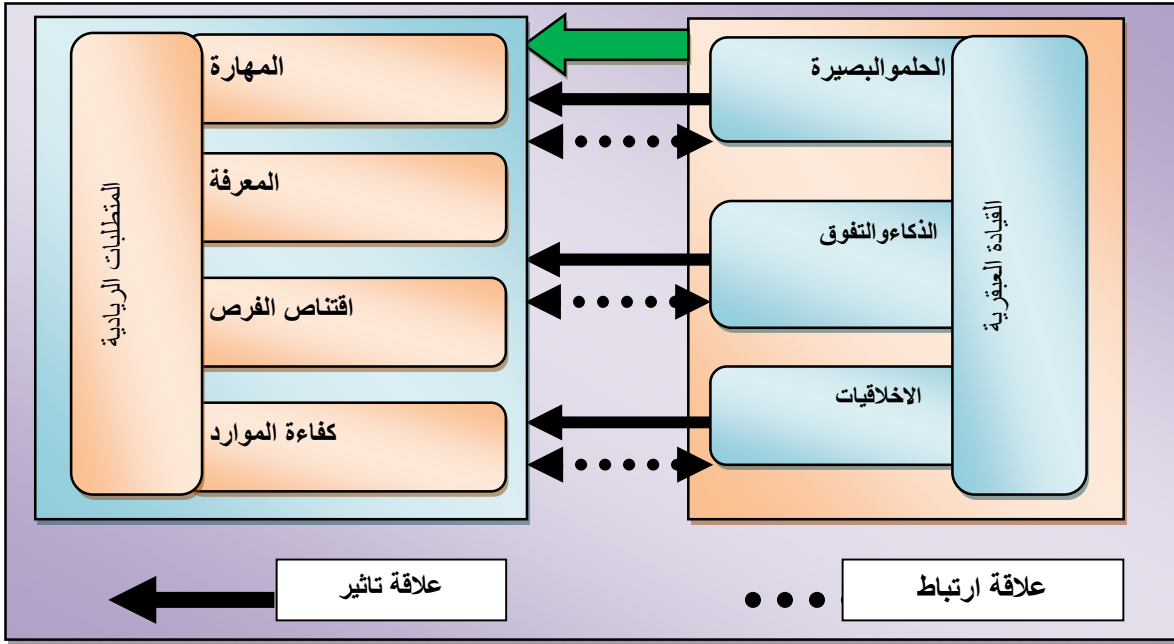 القيادة العبقرية
الحلموالبصيرة
الذكاءوالتفوق
الاخلاقيات
المتطلبات الريادية
المهارة
المعرفة
اقتناص الفرص
كفاءة الموارد
علاقة ارتباط
علاقة تاثير